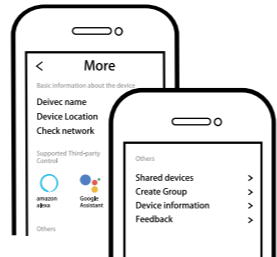 < More
Basic information about the device
Deivec name
Device Location
Check network
Supported Third-party
Control
amazon
alexa
Google
Assistant
Others
Others
Shared devices >
Create Group >
Device information >
Feedback >